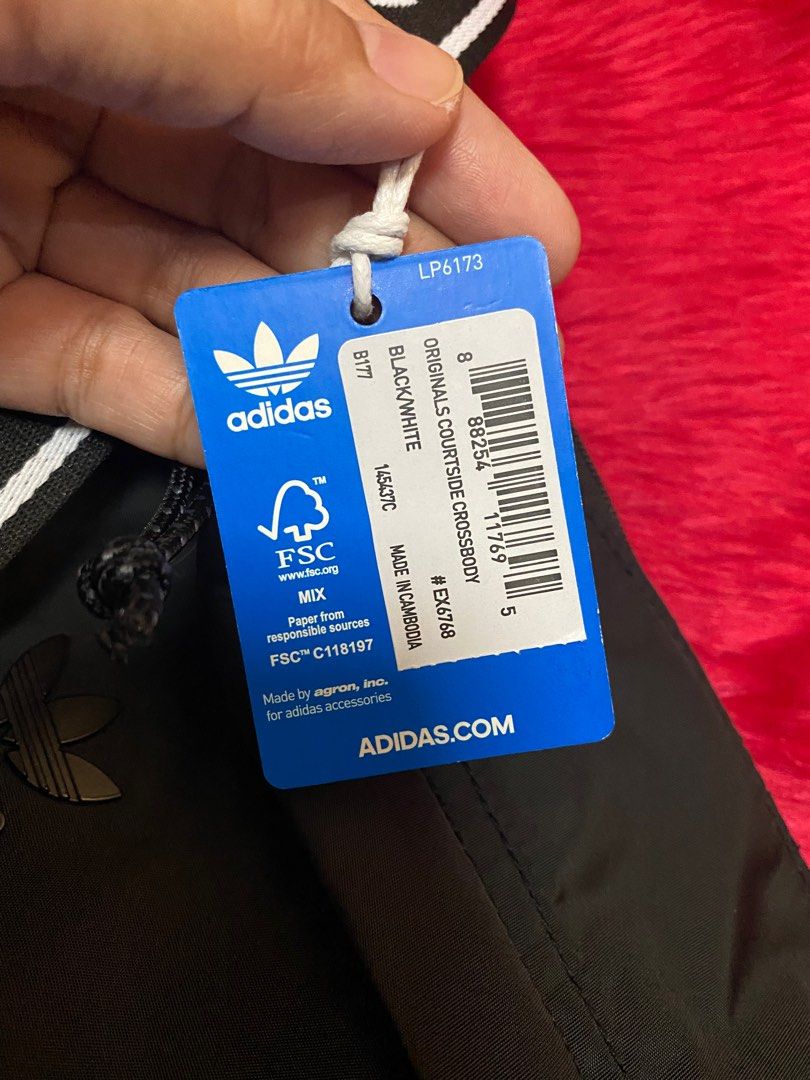 LP6173
adidas
TM
FSC
www.fsc.org
MIX
Paper from
responsible sources
FSC™ C118197
Made by agron, inc.
for adidas accessories
ADIDAS.COM
8 88254 11769 5
ORIGINALS COURTSIDE CROSSBODY #EX6768
BLACK/WHITE 145437C MADE IN CAMBODIA
B177